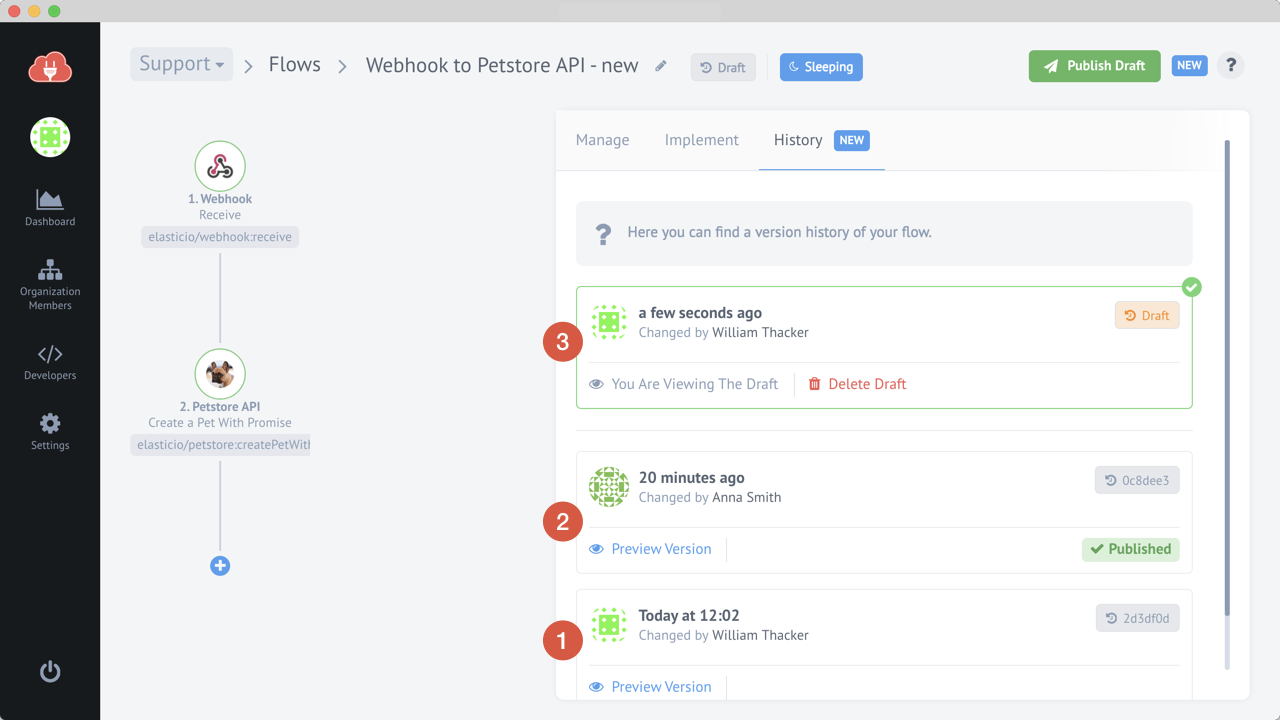 Support
Flows
Webhook to Petstore API - new
Draft
Sleeping
Publish Draft
NEW
?
Dashboard
Organization
Members
Developers
Settings
1. Webhook
Receive
elasticio/webhook:receive
2. Petstore API
Create a Pet With Promise
elasticio/petstore:createPetWith
Manage
Implement
History
NEW
? Here you can find a version history of your flow.
3
a few seconds ago
Changed by William Thacker
Draft
You Are Viewing The Draft
Delete Draft
2
20 minutes ago
Changed by Anna Smith
0c8dee3
Preview Version
Published
1
Today at 12:02
Changed by William Thacker
2d3df0d
Preview Version